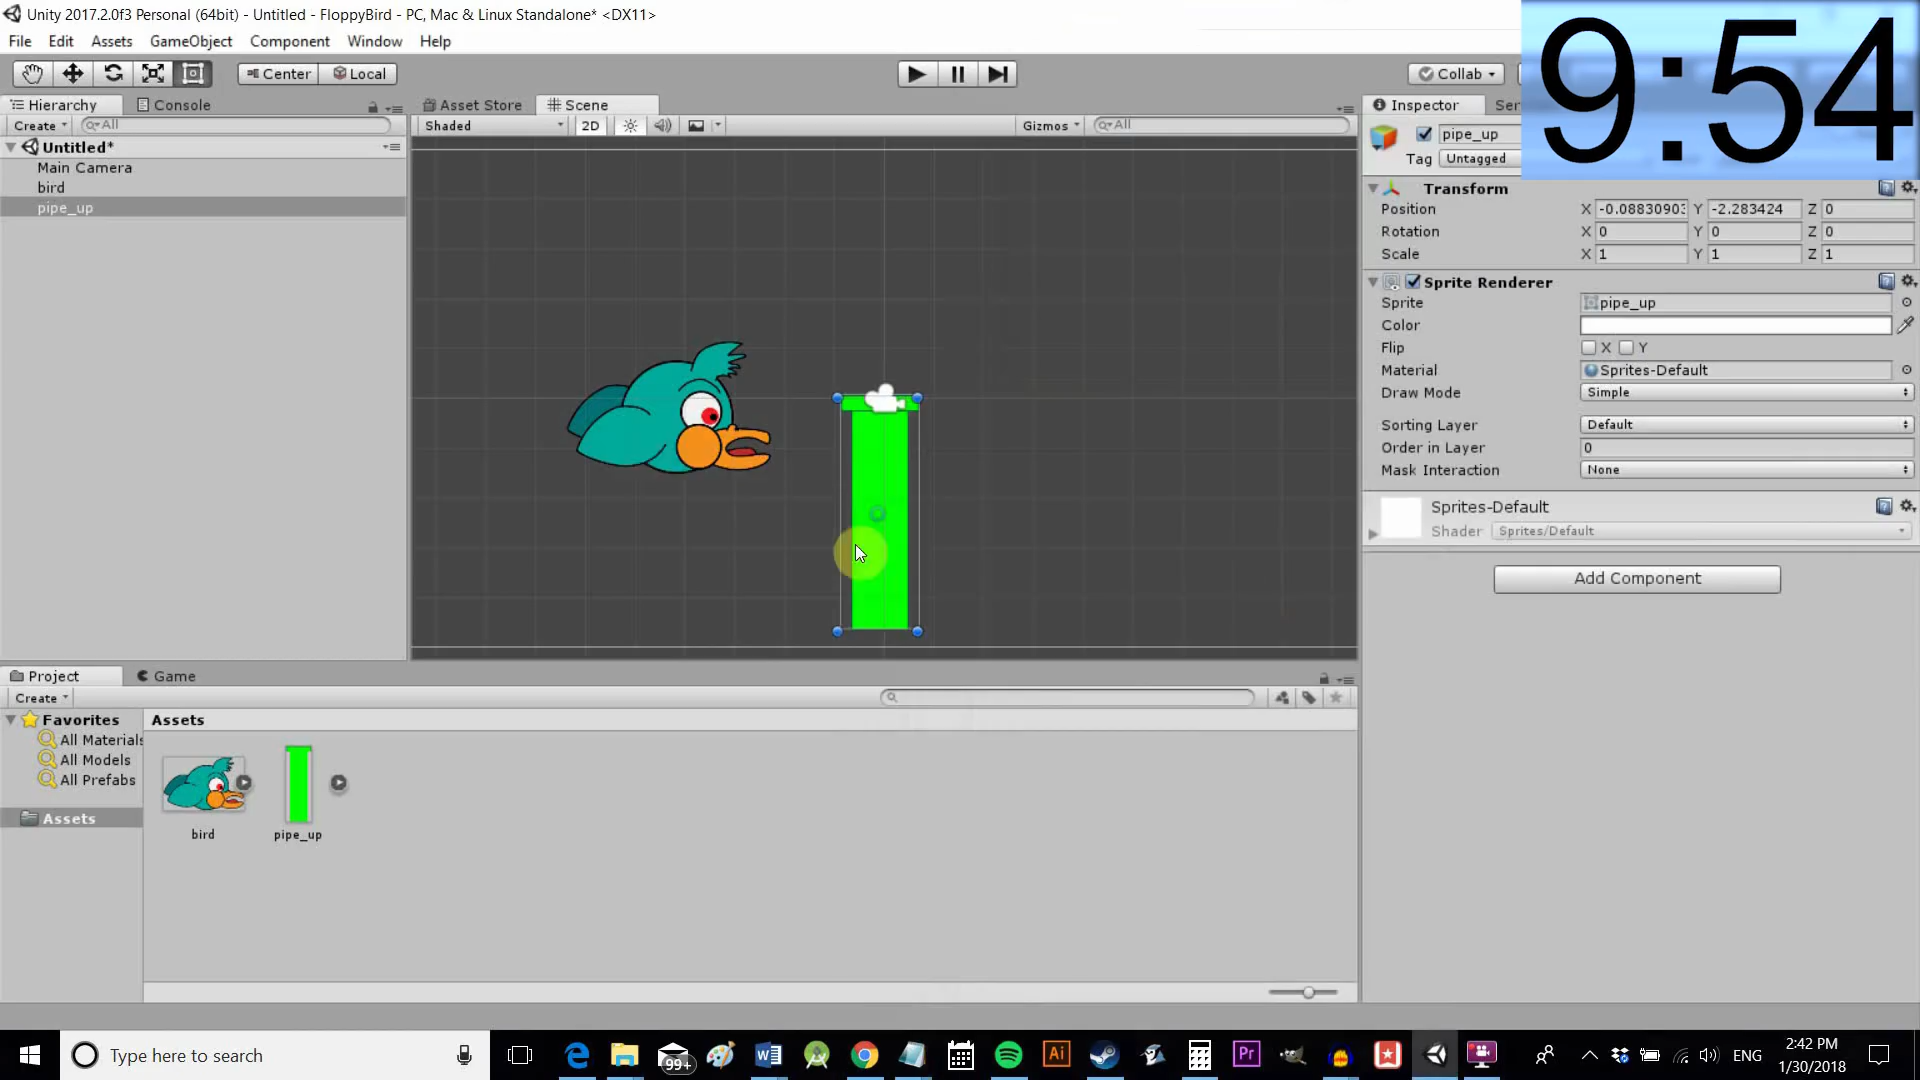 Unity 2017.2.0f3 Personal (64bit) - Untitled - FloppyBird - PC, Mac & Linux Standalone* <DX11>
9:54
File Edit Assets GameObject Component Window Help
Center Local
Collab
Hierarchy Console
Asset Store Scene
Inspector Ser
Create All
Shaded 2D Gizmos All
pipe_up
Tag Untagged
Untitled*
Main Camera
bird
pipe_up
Transform
Position X -0.08830903 Y -2.283424 Z 0
Rotation X 0 Y 0 Z 0
Scale X 1 Y 1 Z 1
Sprite Renderer
Sprite pipe_up
Color
Flip X Y
Material Sprites-Default
Draw Mode Simple
Sorting Layer Default
Order in Layer 0
Mask Interaction None
Sprites-Default
Shader Sprites/Default
Add Component
Project Game
Create
Favorites
All Materials
All Models
All Prefabs
Assets
Assets
bird
pipe_up
Type here to search
99+
Ai
Pr
ENG
2:42 PM
1/30/2018